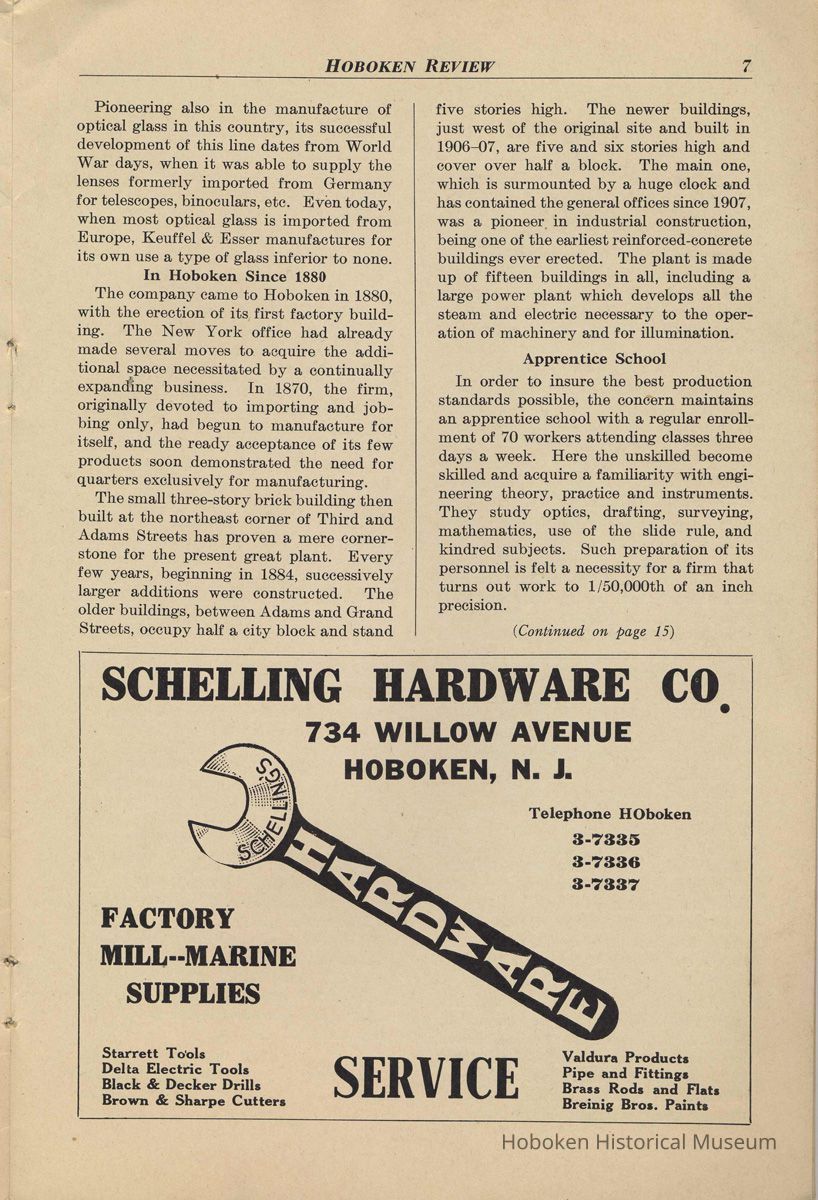 HOBOKEN REVIEW 7
Pioneering also in the manufacture of
optical glass in this country, its successful
development of this line dates from World
War days, when it was able to supply the
lenses formerly imported from Germany
for telescopes, binoculars, etc. Even today,
when most optical glass is imported from
Europe, Keuffel & Esser manufactures for
its own use a type of glass inferior to none.
In Hoboken Since 1880
The company came to Hoboken in 1880,
with the erection of its first factory build-
ing. The New York office had already
made several moves to acquire the addi-
tional space necessitated by a continually
expanding business. In 1870, the firm,
originally devoted to importing and job-
bing only, had begun to manufacture for
itself, and the ready acceptance of its few
products soon demonstrated the need for
quarters exclusively for manufacturing.
The small three-story brick building then
built at the northeast corner of Third and
Adams Streets has proven a mere corner-
stone for the present great plant. Every
few years, beginning in 1884, successively
larger additions were constructed. The
older buildings, between Adams and Grand
Streets, occupy half a city block and stand
five stories high. The newer buildings,
just west of the original site and built in
1906–07, are five and six stories high and
cover over half a block. The main one,
which is surmounted by a huge clock and
has contained the general offices since 1907,
was a pioneer in industrial construction,
being one of the earliest reinforced-concrete
buildings ever erected. The plant is made
up of fifteen buildings in all, including a
large power plant which develops all the
steam and electric necessary to the oper-
ation of machinery and for illumination.
Apprentice School
In order to insure the best production
standards possible, the concern maintains
an apprentice school with a regular enroll-
ment of 70 workers attending classes three
days a week. Here the unskilled become
skilled and acquire a familiarity with engi-
neering theory, practice and instruments.
They study optics, drafting, surveying,
mathematics, use of the slide rule, and
kindred subjects. Such preparation of its
personnel is felt a necessity for a firm that
turns out work to 1/50,000th of an inch
precision.
(Continued on page 15)
SCHELLING HARDWARE CO.
734 WILLOW AVENUE
HOBOKEN, N. J.
Telephone HOboken
3-7335
3-7336
3-7337
SCHELLING'S
HARDWARE
FACTORY
MILL--MARINE
SUPPLIES
Starrett Tools
Delta Electric Tools
Black & Decker Drills
Brown & Sharpe Cutters
SERVICE
Valdura Products
Pipe and Fittings
Brass Rods and Flats
Breinig Bros. Paints
Hoboken Historical Museum